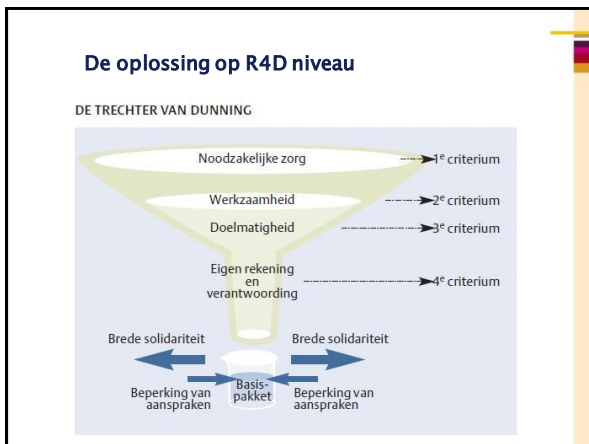 De oplossing op R4D niveau
DE TRECHTER VAN DUNNING
Noodzakelijke zorg
1e criterium
Werkzaamheid
2e criterium
Doelmatigheid
3e criterium
Eigen rekening
en
verantwoording
4e criterium
Brede solidariteit
Brede solidariteit
Basis-
pakket
Beperking van
aanspraken
Beperking van
aanspraken